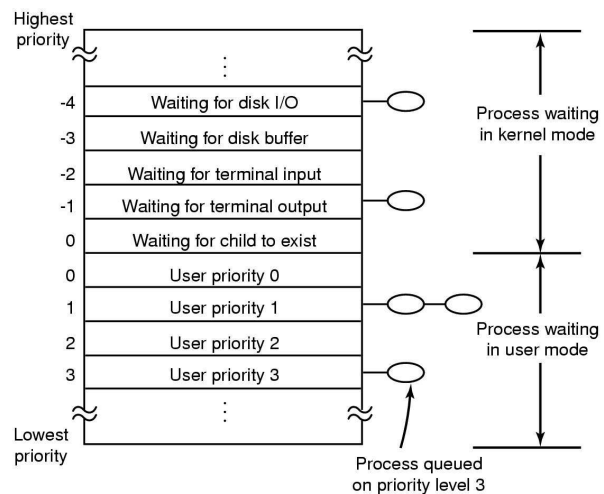 Highest
priority
⋮
-4 Waiting for disk I/O
-3 Waiting for disk buffer
-2 Waiting for terminal input
-1 Waiting for terminal output
0 Waiting for child to exist
0 User priority 0
1 User priority 1
2 User priority 2
3 User priority 3
⋮
Lowest
priority
Process waiting
in kernel mode
Process waiting
in user mode
Process queued
on priority level 3